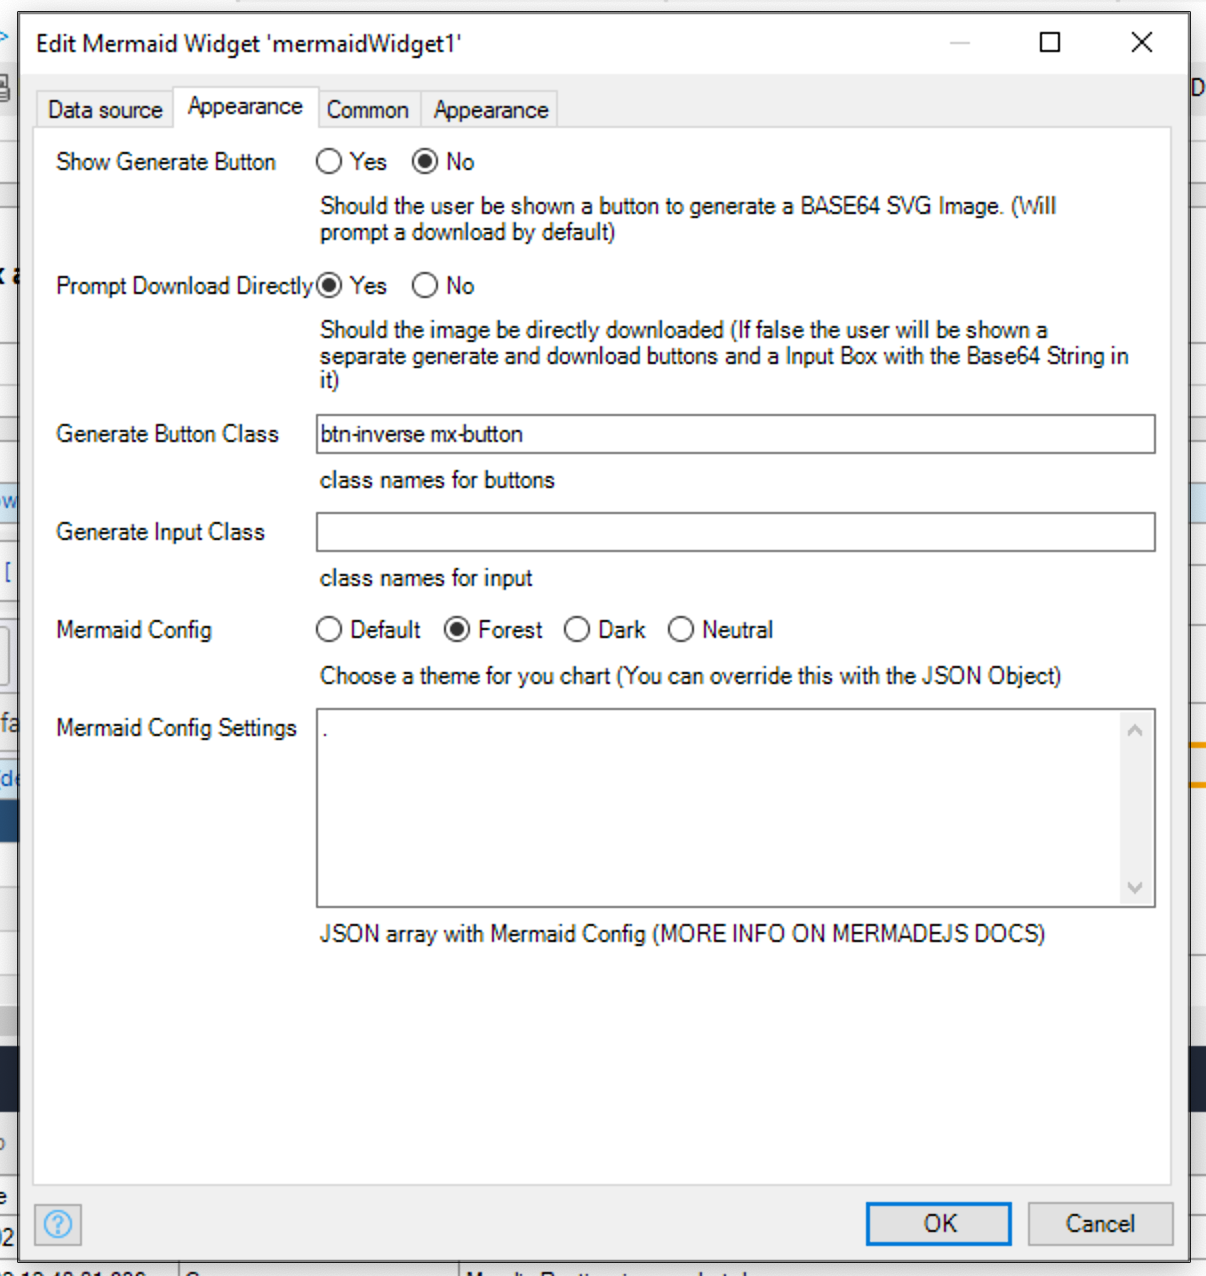 Edit Mermaid Widget 'mermaidWidget1'
Data source Appearance Common Appearance
Show Generate Button Yes No
Should the user be shown a button to generate a BASE64 SVG Image. (Will
prompt a download by default)
Prompt Download Directly Yes No
Should the image be directly downloaded (If false the user will be shown a
separate generate and download buttons and a Input Box with the Base64 String in
it)
Generate Button Class btn-inverse mx-button
class names for buttons
Generate Input Class
class names for input
Mermaid Config Default Forest Dark Neutral
Choose a theme for you chart (You can override this with the JSON Object)
Mermaid Config Settings .
JSON array with Mermaid Config (MORE INFO ON MERMADEJS DOCS)
OK Cancel